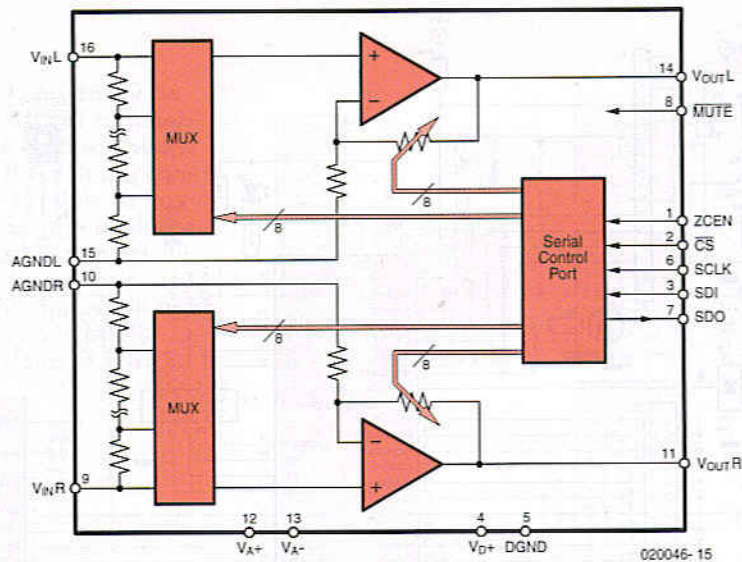 VINL 16
MUX
+
−
14 VOUTL
8 MUTE
8
8
Serial
Control
Port
1 ZCEN
2 CS
6 SCLK
3 SDI
7 SDO
AGNDL 15
AGNDR 10
MUX
8
8
−
+
VINR 9
11 VOUTR
12 13 4 5
VA+ VA- VD+ DGND
020046-15